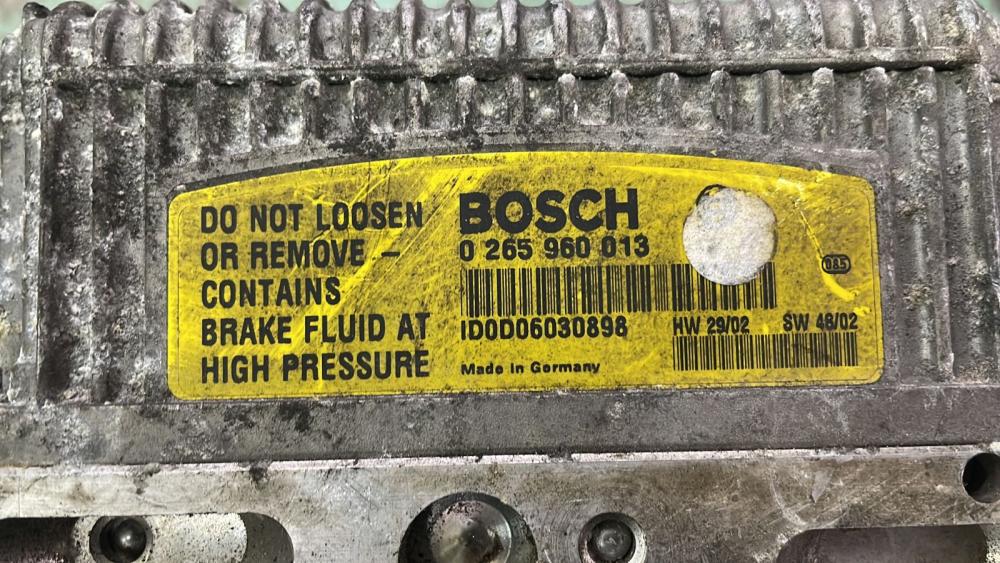 DO NOT LOOSEN
OR REMOVE –
CONTAINS
BRAKE FLUID AT
HIGH PRESSURE
BOSCH
0 265 960 013
ID0D06030898
Made in Germany
HW 29/02 SW 48/02
085